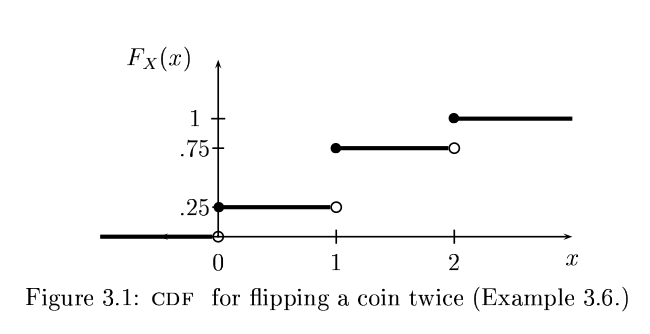 F_X(x)
1
.75
.25
0 1 2 x
Figure 3.1: CDF for flipping a coin twice (Example 3.6.)